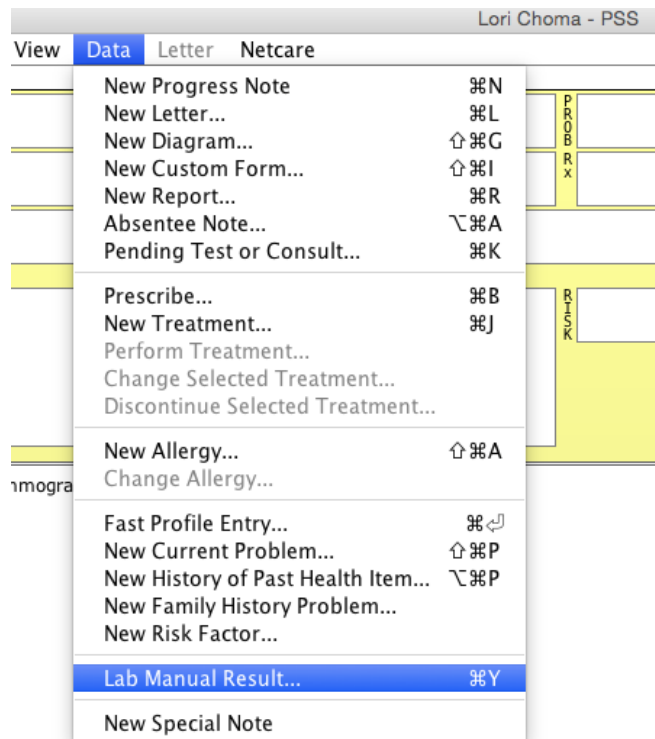 Lori Choma - PSS
View Data Letter Netcare
New Progress Note ⌘N
New Letter... ⌘L
New Diagram... ⇧⌘G
New Custom Form... ⇧⌘I
New Report... ⌘R
Absentee Note... ⌥⌘A
Pending Test or Consult... ⌘K
Prescribe... ⌘B
New Treatment... ⌘J
Perform Treatment...
Change Selected Treatment...
Discontinue Selected Treatment...
New Allergy... ⇧⌘A
Change Allergy...
Fast Profile Entry... ⌘⏎
New Current Problem... ⇧⌘P
New History of Past Health Item... ⌥⌘P
New Family History Problem...
New Risk Factor...
Lab Manual Result... ⌘Y
New Special Note
PROB
Rx
RISK